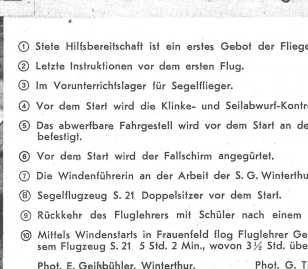 ① Stete Hilfsbereitschaft ist ein erstes Gebot der Fliege
② Letzte Instruktionen vor dem ersten Flug.
③ Im Vorunterrichtslager für Segelflieger.
④ Vor dem Start wird die Klinke- und Seilabwurf-Kontr
⑤ Das abwerfbare Fahrgestell wird vor dem Start an de
befestigt.
⑥ Vor dem Start wird der Fallschirm angegürtet.
⑦ Die Windenführerin an der Arbeit der S. G. Winterthu
⑧ Segelflugzeug S. 21 Doppelsitzer vor dem Start.
⑨ Rückkehr des Fluglehrers mit Schüler nach einem
⑩ Mittels Windenstarts in Frauenfeld flog Fluglehrer Ge
sem Flugzeug S. 21 5 Std. 2 Min., wovon 3½ Std. übe
Phot. E. Geißbühler, Winterthur. Phot. G. T